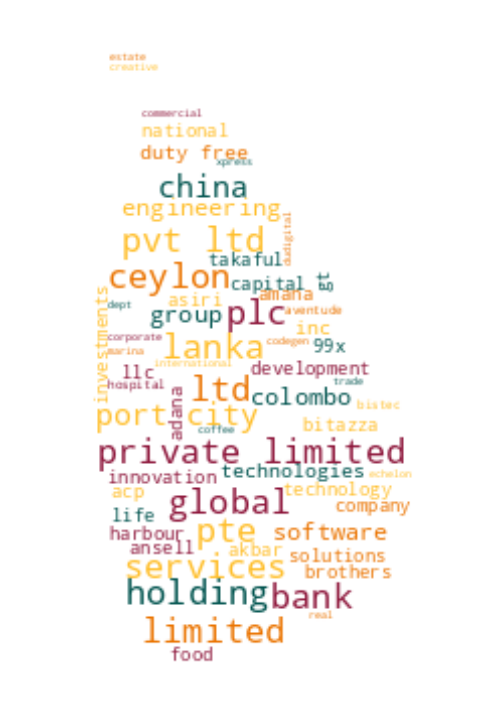 estate
creative
commercial
national
duty free
xpress
china
engineering
dudigital
pvt ltd
takaful
ceylon
capital
gt
amana
asiri
investments
dept
group
plc
aventude
inc
corporate
lanka
codegen
99x
marina
international
llc
development
hospital
ltd
trade
adana
colombo
bistec
port city
coffee
bitazza
private limited
innovation
technologies
echelon
acp
global
technology
company
life
harbour
pte
software
ansell
akbar
solutions
services
brothers
holding
bank
real
limited
food